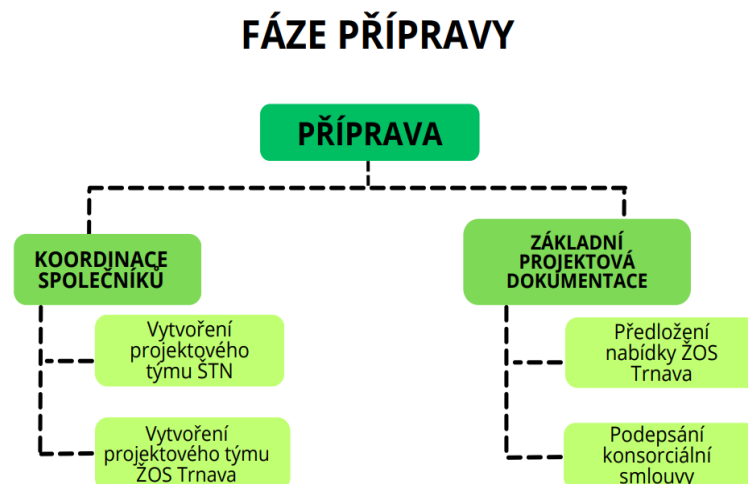 FÁZE PŘÍPRAVY
PŘÍPRAVA
KOORDINACE
SPOLEČNÍKŮ
Vytvoření
projektového
týmu ŠTN
Vytvoření
projektového týmu
ŽOS Trnava
ZÁKLADNÍ
PROJEKTOVÁ
DOKUMENTACE
Předložení
nabídky ŽOS
Trnava
Podepsání
konsorciální
smlouvy